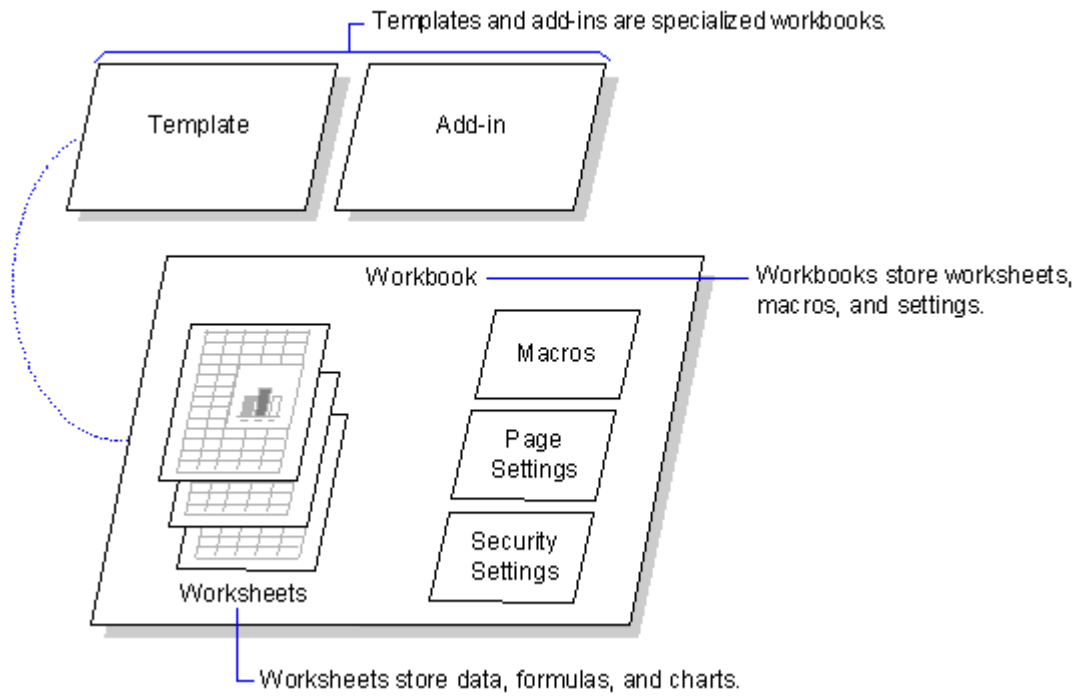 Templates and add-ins are specialized workbooks.
Template
Add-in
Workbook
Workbooks store worksheets,
macros, and settings.
Macros
Page
Settings
Security
Settings
Worksheets
Worksheets store data, formulas, and charts.